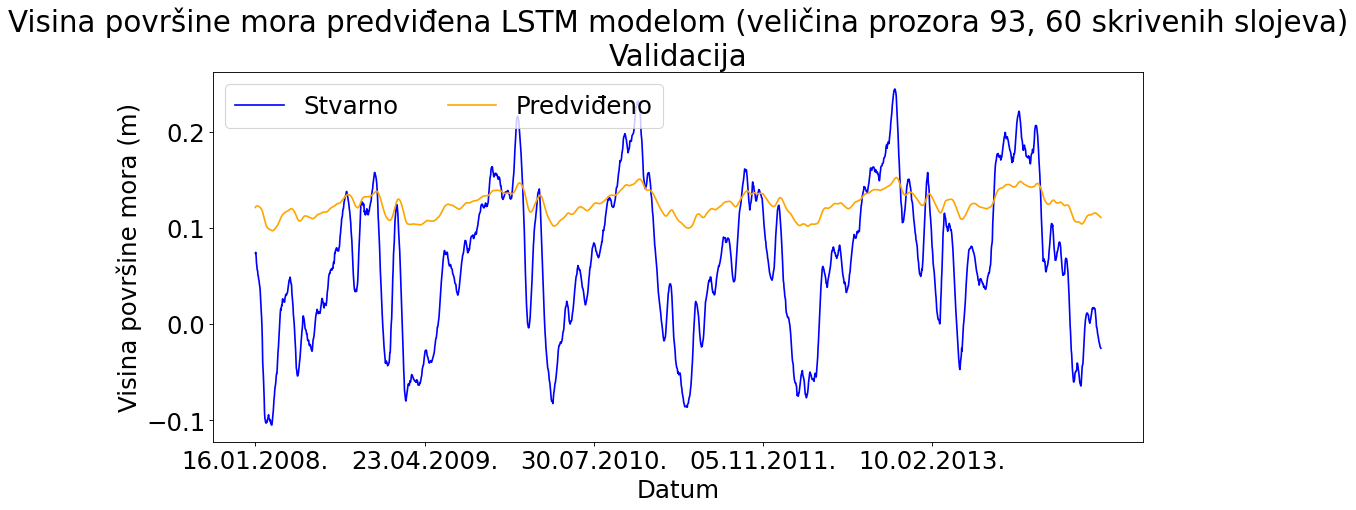 Visina površine mora predviđena LSTM modelom (veličina prozora 93, 60 skrivenih slojeva)
Validacija
Stvarno Predviđeno
Visina površine mora (m)
0.2
0.1
0.0
−0.1
16.01.2008. 23.04.2009. 30.07.2010. 05.11.2011. 10.02.2013.
Datum